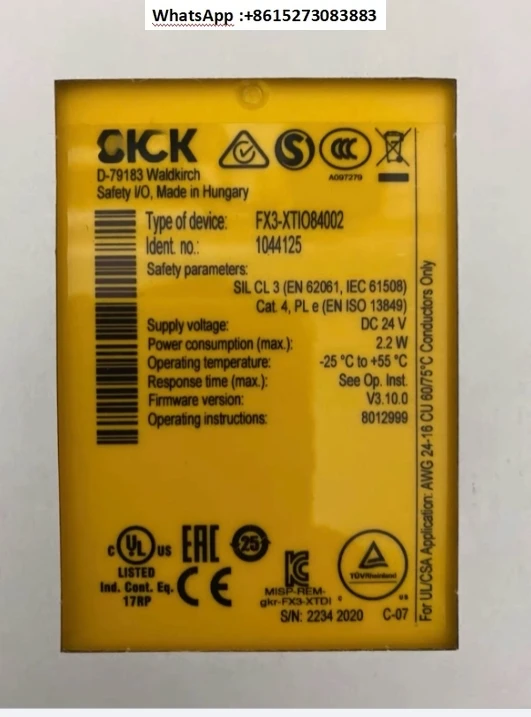 WhatsApp :+8615273083883
SICK
D-79183 Waldkirch
Safety I/O, Made in Hungary
A097279
Type of device: FX3-XTIO84002
Ident. no.: 1044125
Safety parameters:
SIL CL 3 (EN 62061, IEC 61508)
Cat. 4, PL e (EN ISO 13849)
Supply voltage: DC 24 V
Power consumption (max.): 2.2 W
Operating temperature: -25 °C to +55 °C
Response time (max.): See Op. Inst.
Firmware version: V3.10.0
Operating instructions: 8012999
For UL/CSA Application: AWG 24-16 CU 60/75°C Conductors Only
c UL us
LISTED
Ind. Cont. Eq.
17RP
EAC
25
CE
MISP-REM-
gkr-FX3-XTDI
TÜVRheinland
c us
S/N: 2234 2020 C-07